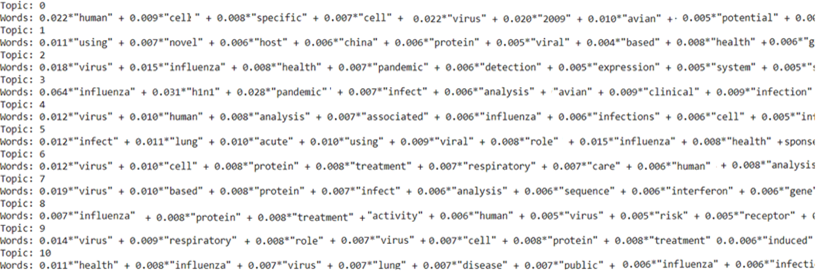 Topic: 0
Words: 0.022*"human" + 0.009*"cell" + 0.008*"specific" + 0.007*"cell" + 0.022*"virus" + 0.020*"2009" + 0.010*"avian" + 0.005*"potential" + 0.00
Topic: 1
Words: 0.011*"using" + 0.007*"novel" + 0.006*"host" + 0.006*"china" + 0.006*"protein" + 0.005*"viral" + 0.004*"based" + 0.008*"health" +0.006*"g
Topic: 2
Words: 0.018*"virus" + 0.015*"influenza" + 0.008*"health" + 0.007*"pandemic" + 0.006*"detection" + 0.005*"expression" + 0.005*"system" + 0.005*"s
Topic: 3
Words: 0.064*"influenza" + 0.031*"h1n1" + 0.028*"pandemic"' + 0.007*"infect" + 0.006*"analysis" + "avian" + 0.009*"clinical" + 0.009*"infection"
Topic: 4
Words: 0.012*"virus" + 0.010*"human" + 0.008*"analysis" + 0.007*"associated" + 0.006*"influenza" + 0.006*"infections" + 0.006*"cell" + 0.005*"inf
Topic: 5
Words: 0.012*"infect" + 0.011*"lung" + 0.010*"acute" + 0.010*"using" + 0.009*"viral" + 0.008*"role" + 0.015*"influenza" + 0.008*"health" +sponse
Topic: 6
Words: 0.012*"virus" + 0.010*"cell" + 0.008*"protein" + 0.008*"treatment" + 0.007*"respiratory" + 0.007*"care" + 0.006*"human" + 0.008*"analysis
Topic: 7
Words: 0.019*"virus" + 0.010*"based" + 0.008*"protein" + 0.007*"infect" + 0.006*"analysis" + 0.006*"sequence" + 0.006*"interferon" + 0.006*"gene"
Topic: 8
Words: 0.007*"influenza" + 0.008*"protein" + 0.008*"treatment" +"activity" + 0.006*"human" + 0.005*"virus" + 0.005*"risk" + 0.005*"receptor" + 0
Topic: 9
Words: 0.014*"virus" + 0.009*"respiratory" + 0.008*"role" + 0.007*"virus" +0.007*"cell" + 0.008*"protein" + 0.008*"treatment" 0.0.006*"induced"
Topic: 10
Words: 0.011*"health" + 0.008*"influenza" + 0.007*"virus" + 0.007*"lung" + 0.007*"disease" + 0.007*"public" + 0.006*"influenza" + 0.006*"infecti